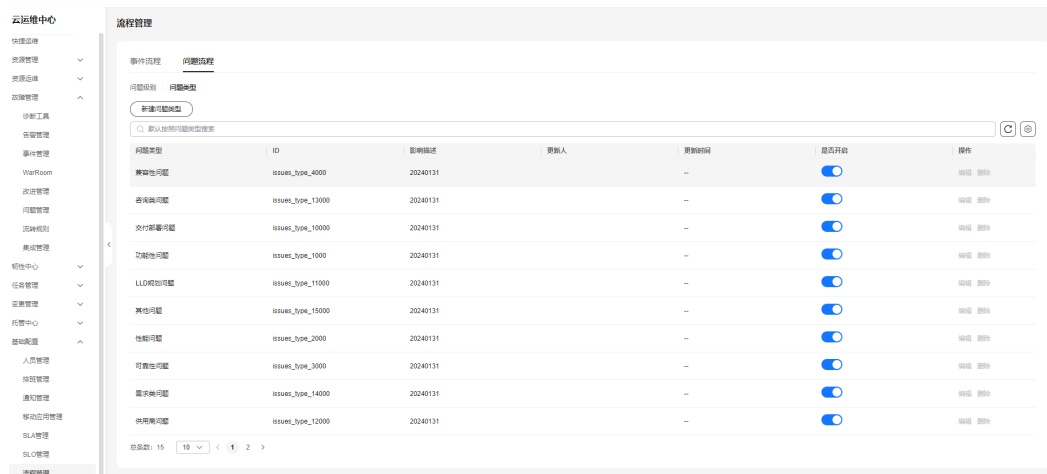 云运维中心
快捷运维
资源管理
资源运维
故障管理
诊断工具
告警管理
事件管理
WarRoom
改进管理
问题管理
流转规则
集成管理
韧性中心
任务管理
变更管理
托管中心
基础配置
人员管理
排班管理
通知管理
移动应用管理
SLA管理
SLO管理
流程管理
流程管理
事件流程 问题流程
问题级别 问题类型
新建问题类型
默认按照问题类型搜索
问题类型 ID 影响描述 更新人 更新时间 是否开启 操作
兼容性问题 issues_type_4000 20240131 -- 编辑 删除
咨询类问题 issues_type_13000 20240131 -- 编辑 删除
交付部署问题 issues_type_10000 20240131 -- 编辑 删除
功能性问题 issues_type_1000 20240131 -- 编辑 删除
LLD规划问题 issues_type_11000 20240131 -- 编辑 删除
其他问题 issues_type_15000 20240131 -- 编辑 删除
性能问题 issues_type_2000 20240131 -- 编辑 删除
可靠性问题 issues_type_3000 20240131 -- 编辑 删除
需求类问题 issues_type_14000 20240131 -- 编辑 删除
供用商问题 issues_type_12000 20240131 -- 编辑 删除
总条数: 15 10 < 1 2 >